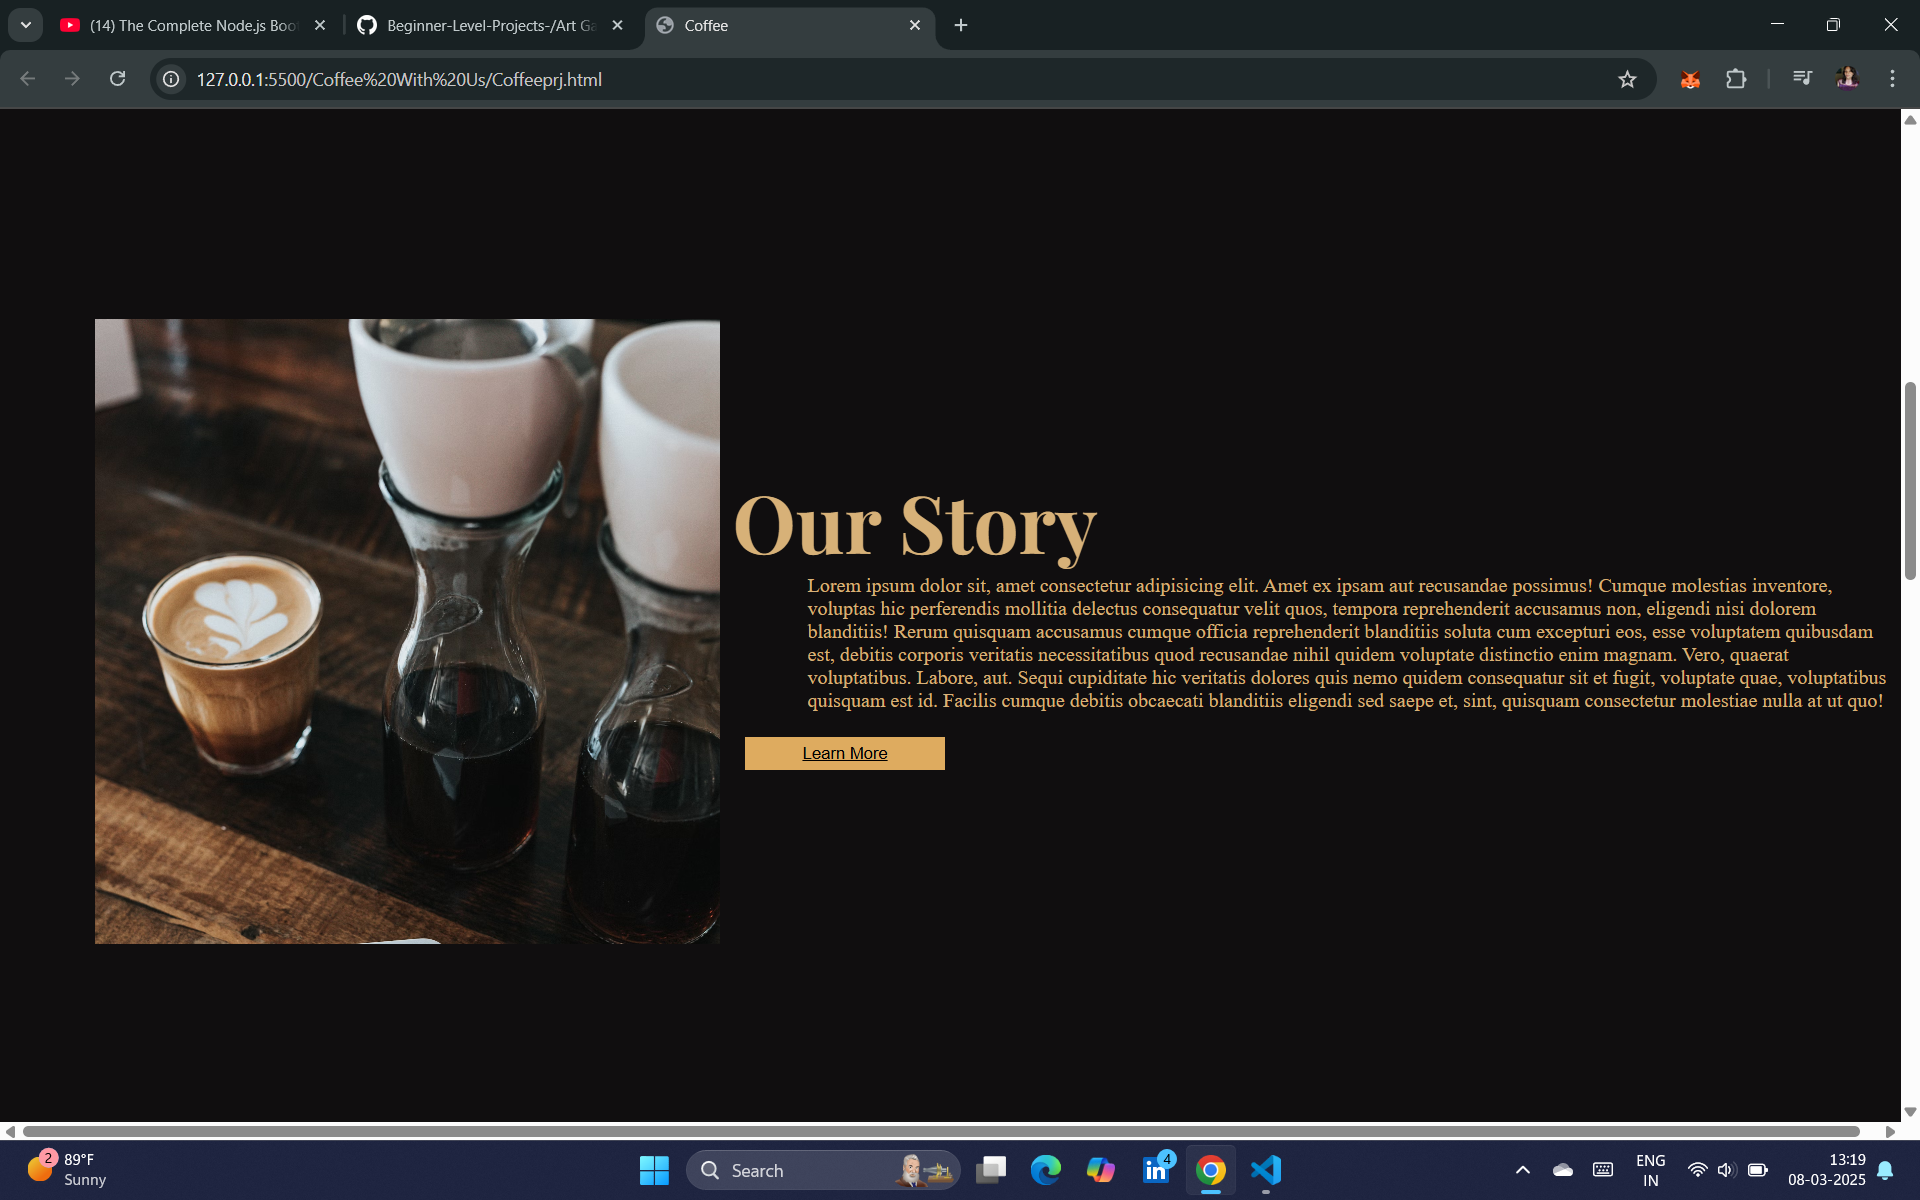 (14) The Complete Node.js Boo
Beginner-Level-Projects-/Art Ga
Coffee
127.0.0.1:5500/Coffee%20With%20Us/Coffeeprj.html
Our Story
Lorem ipsum dolor sit, amet consectetur adipisicing elit. Amet ex ipsam aut recusandae possimus! Cumque molestias inventore,
voluptas hic perferendis mollitia delectus consequatur velit quos, tempora reprehenderit accusamus non, eligendi nisi dolorem
blanditiis! Rerum quisquam accusamus cumque officia reprehenderit blanditiis soluta cum excepturi eos, esse voluptatem quibusdam
est, debitis corporis veritatis necessitatibus quod recusandae nihil quidem voluptate distinctio enim magnam. Vero, quaerat
voluptatibus. Labore, aut. Sequi cupiditate hic veritatis dolores quis nemo quidem consequatur sit et fugit, voluptate quae, voluptatibus
quisquam est id. Facilis cumque debitis obcaecati blanditiis eligendi sed saepe et, sint, quisquam consectetur molestiae nulla at ut quo!
Learn More
2
89°F
Sunny
Search
in
4
ENG
IN
13:19
08-03-2025